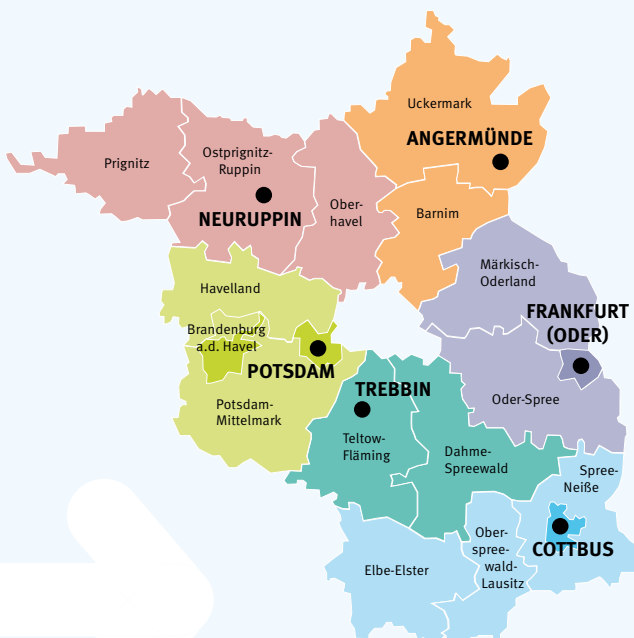 Uckermark
ANGERMÜNDE
Prignitz
Ostprignitz-
Ruppin
NEURUPPIN
Ober-
havel
Barnim
Märkisch-
Oderland
Havelland
FRANKFURT
(ODER)
Brandenburg
a.d. Havel
POTSDAM
TREBBIN
Oder-Spree
Potsdam-
Mittelmark
Teltow-
Fläming
Dahme-
Spreewald
Spree-
Neiße
COTTBUS
Ober-
spree-
wald-
Lausitz
Elbe-Elster